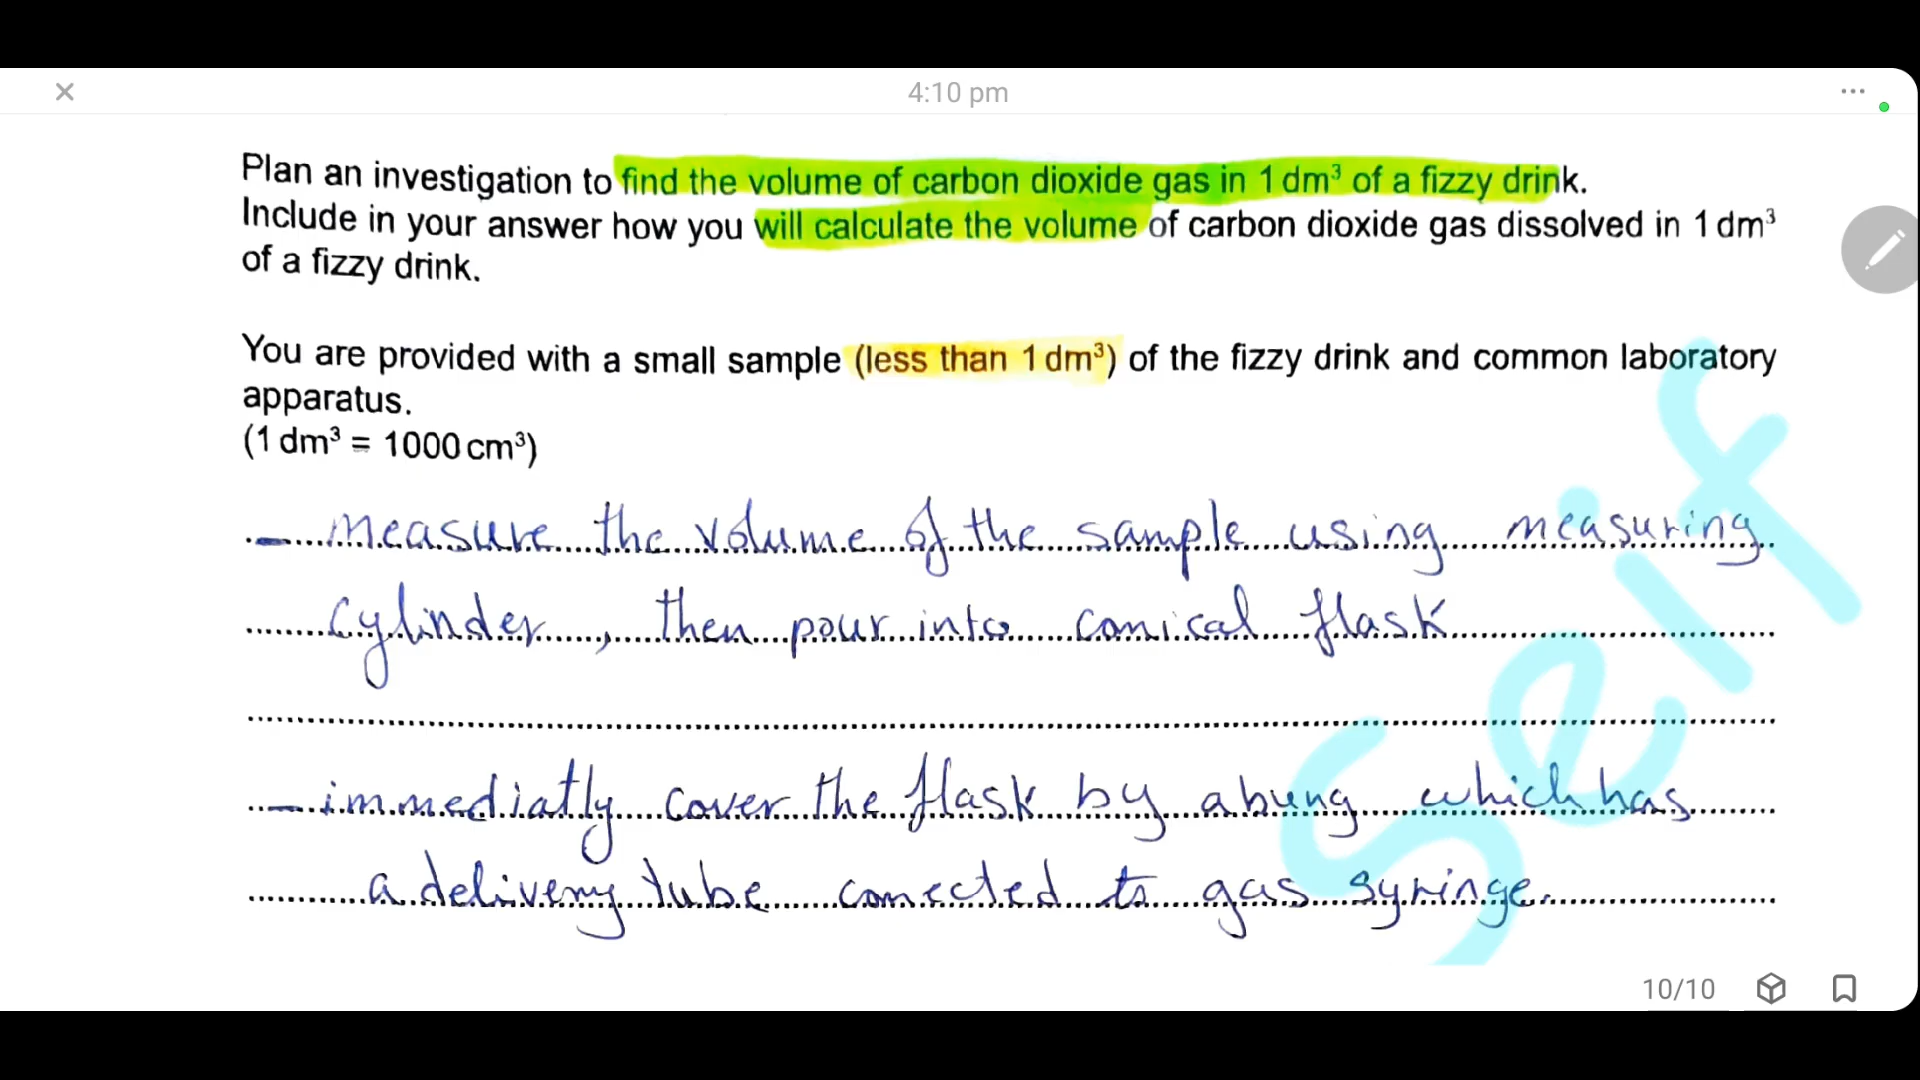 4:10 pm
Plan an investigation to find the volume of carbon dioxide gas in 1 dm³ of a fizzy drink.
Include in your answer how you will calculate the volume of carbon dioxide gas dissolved in 1 dm³
of a fizzy drink.
You are provided with a small sample (less than 1 dm³) of the fizzy drink and common laboratory
apparatus.
(1 dm³ = 1000 cm³)
- measure the volume of the sample using measuring
cylinder, then pour into conical flask
- immediatly cover the flask by a bung which has
a delivery tube conected to gas syringe.
Seif
10/10